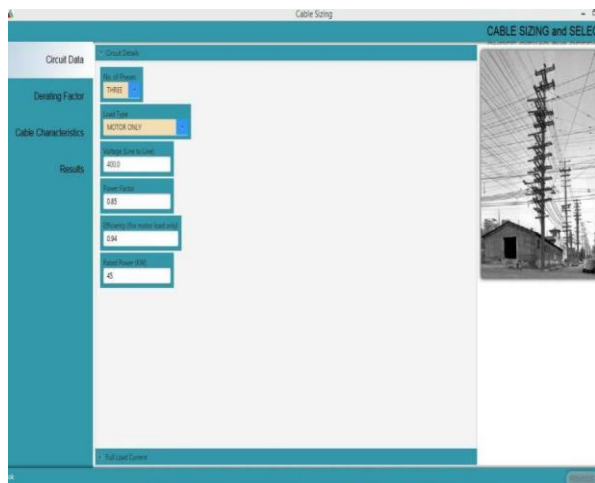 Cable Sizing
CABLE SIZING and SELEC
Circuit Data
Derating Factor
Cable Characteristics
Results
Circuit Details
No. of Phases
THREE
Load Type
MOTOR ONLY
Voltage (Line to Line)
400.0
Power Factor
0.85
Efficiency (for motor load only)
0.94
Rated Power (KW)
45
Full Load Current